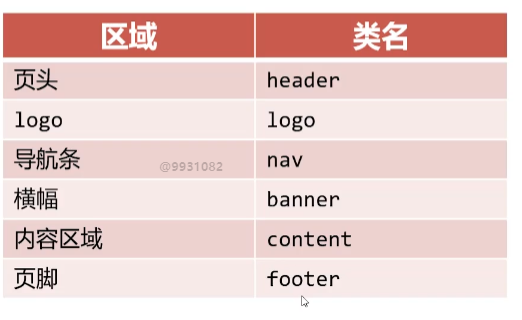 区域 类名
页头 header
logo logo
导航条 nav
@9931082
横幅 banner
内容区域 content
页脚 footer